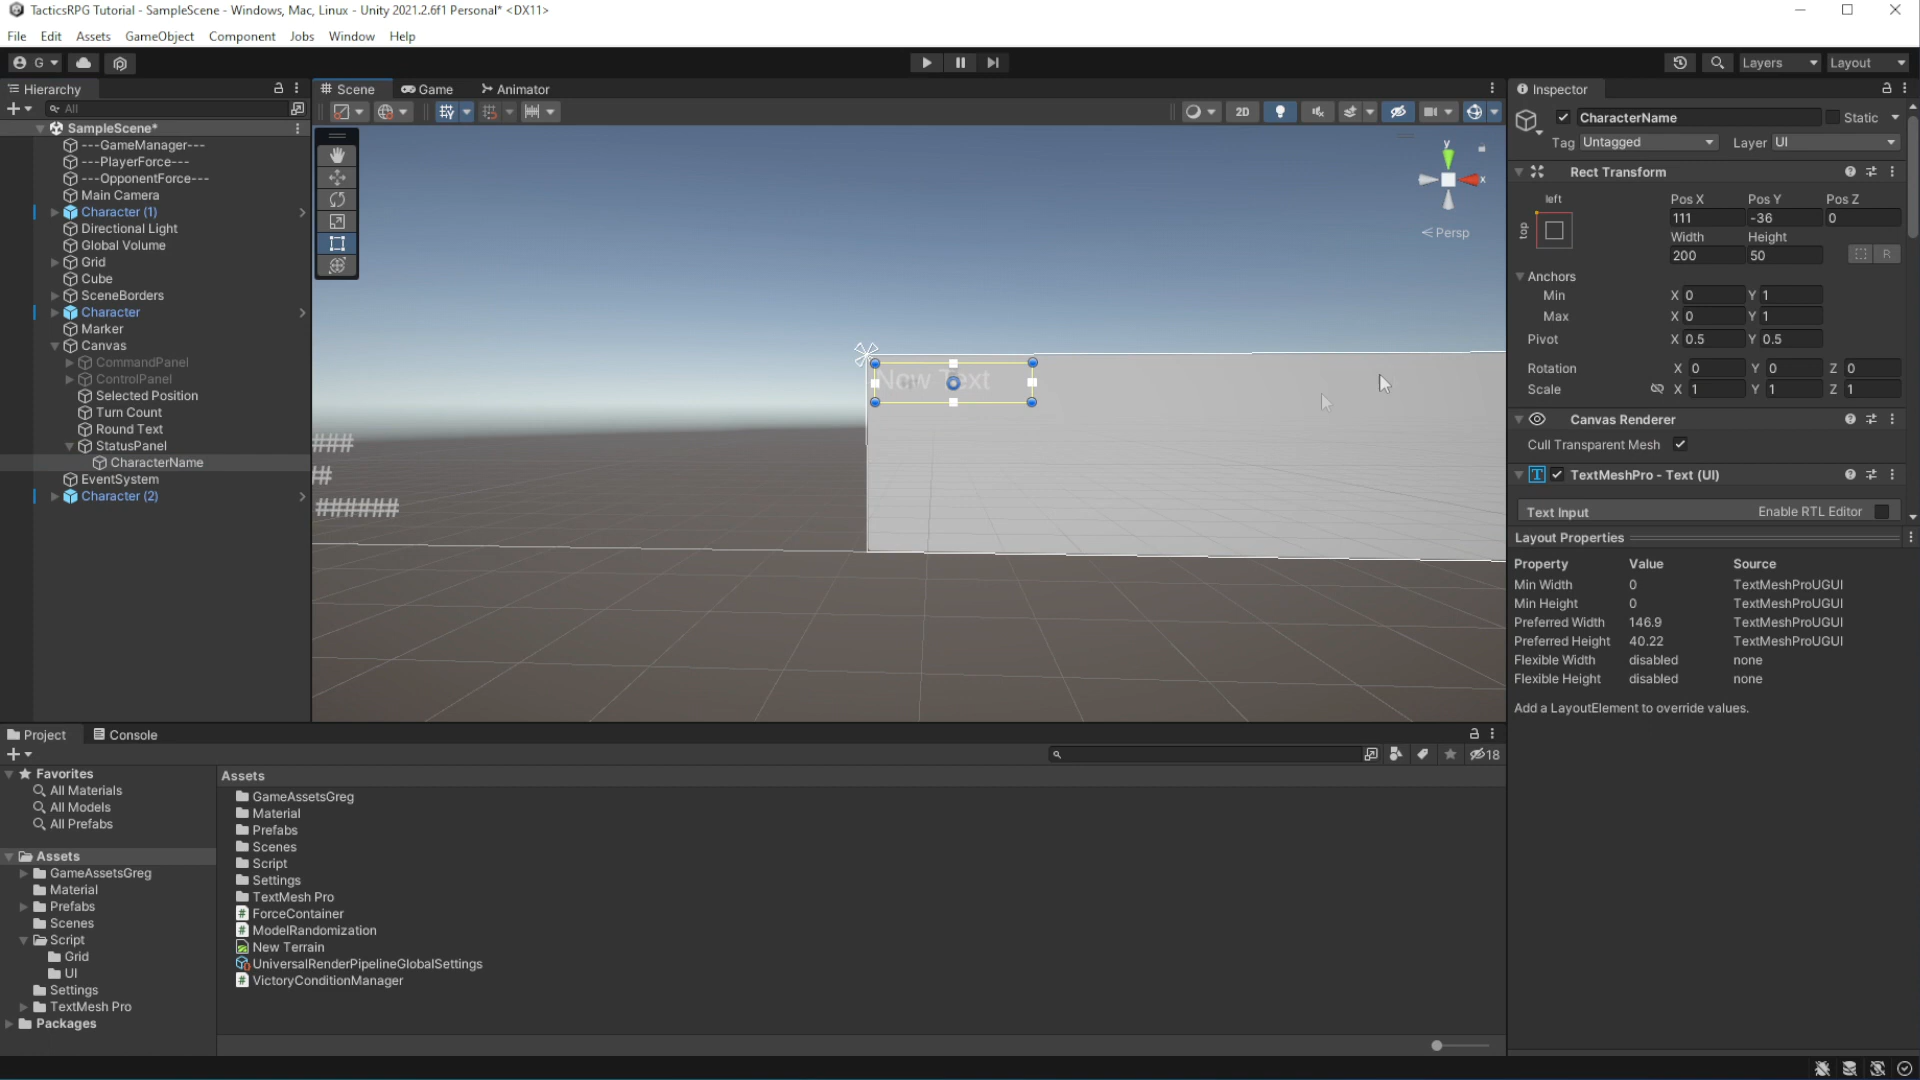 TacticsRPG Tutorial - SampleScene - Windows, Mac, Linux - Unity 2021.2.6f1 Personal* <DX11>
File Edit Assets GameObject Component Jobs Window Help
G Layers Layout
Hierarchy
All
SampleScene*
---GameManager---
---PlayerForce---
---OpponentForce---
Main Camera
Character (1)
Directional Light
Global Volume
Grid
Cube
SceneBorders
Character
Marker
Canvas
CommandPanel
ControlPanel
Selected Position
Turn Count
Round Text
StatusPanel
CharacterName
EventSystem
Character (2)
Scene Game Animator
2D
y
x
Persp
New Text
###
#
######
Inspector
CharacterName Static
Tag Untagged Layer UI
Rect Transform
left Pos X Pos Y Pos Z
top 111 -36 0
Width Height
200 50 R
Anchors
Min X 0 Y 1
Max X 0 Y 1
Pivot X 0.5 Y 0.5
Rotation X 0 Y 0 Z 0
Scale X 1 Y 1 Z 1
Canvas Renderer
Cull Transparent Mesh
TextMeshPro - Text (UI)
Text Input Enable RTL Editor
Layout Properties
Property Value Source
Min Width 0 TextMeshProUGUI
Min Height 0 TextMeshProUGUI
Preferred Width 146.9 TextMeshProUGUI
Preferred Height 40.22 TextMeshProUGUI
Flexible Width disabled none
Flexible Height disabled none
Add a LayoutElement to override values.
Project Console
18
Favorites
All Materials
All Models
All Prefabs
Assets
GameAssetsGreg
Material
Prefabs
Scenes
Script
Grid
UI
Settings
TextMesh Pro
Packages
Assets
GameAssetsGreg
Material
Prefabs
Scenes
Script
Settings
TextMesh Pro
ForceContainer
ModelRandomization
New Terrain
UniversalRenderPipelineGlobalSettings
VictoryConditionManager